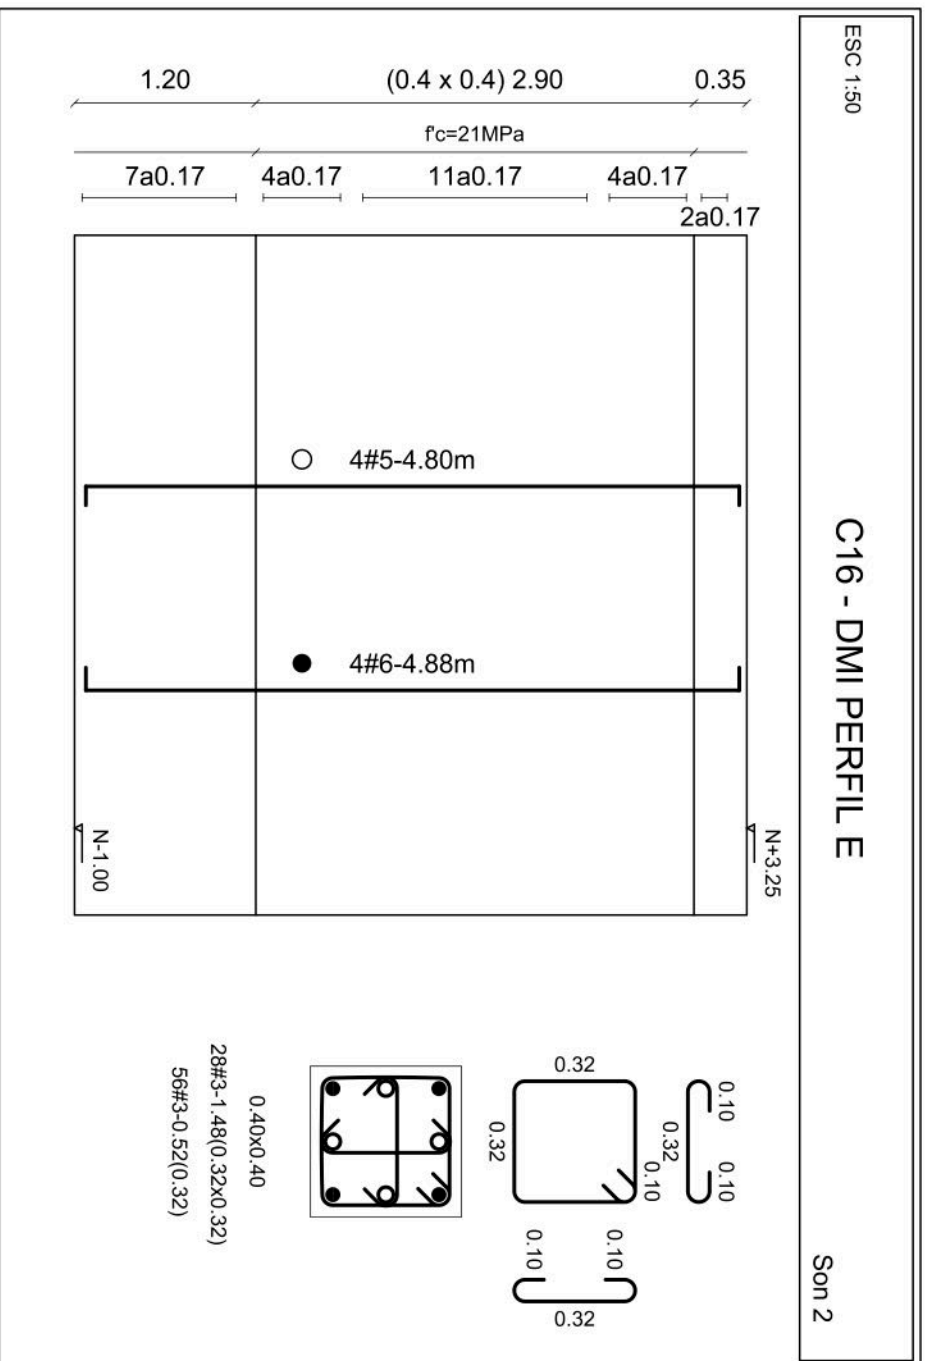 ESC 1:50
C16 - DMI PERFIL E
Son 2
1.20
(0.4 x 0.4) 2.90
0.35
f'c=21MPa
7a0.17
4a0.17
11a0.17
4a0.17
2a0.17
4#5-4.80m
4#6-4.88m
N-1.00
N+3.25
0.10
0.10
0.32
0.32
0.32
0.10
0.10
0.10
0.32
0.40x0.40
28#3-1.48(0.32x0.32)
56#3-0.52(0.32)